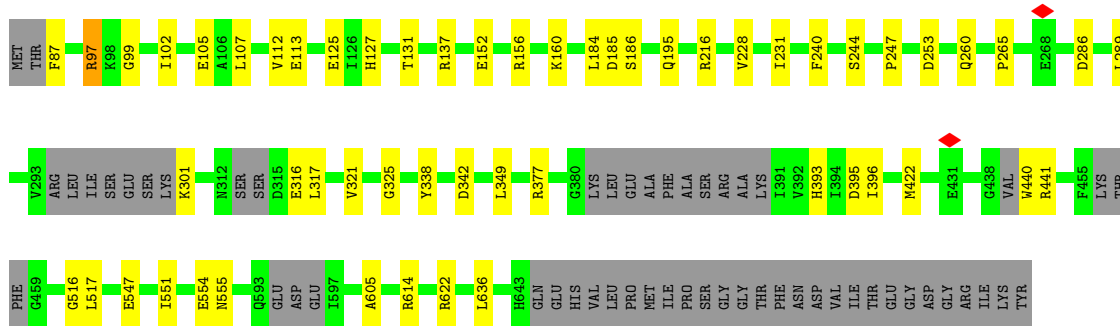 MET THR F87 R97 K98 G99 I102 E105 A106 L107 V112 E113 E125 I126 H127 T131 R137 E152 R156 K160 L184 D185 S186 Q195 R216 V228 I231 F240 S244 P247 D253 Q260 P265 E268 D286 L289
V293 ARG LEU ILE SER GLU SER LYS K301 N312 SER SER D315 E316 L317 V321 G325 Y338 D342 L349 R377 G380 LYS LEU GLU ALA PHE ALA SER ARG ALA LYS I391 V392 H393 I394 D395 I396 M422 E431 G438 VAL W440 R441 F455 LYS THR
PHE G459 G516 L517 E547 I551 E554 N555 Q593 GLU ASP GLU I597 A605 R614 R622 L636 H643 GLN GLU HIS VAL LEU PRO MET ILE PRO SER GLY GLY THR PHE ASN ASP VAL ILE THR GLU GLY ASP GLY ARG ILE LYS TYR